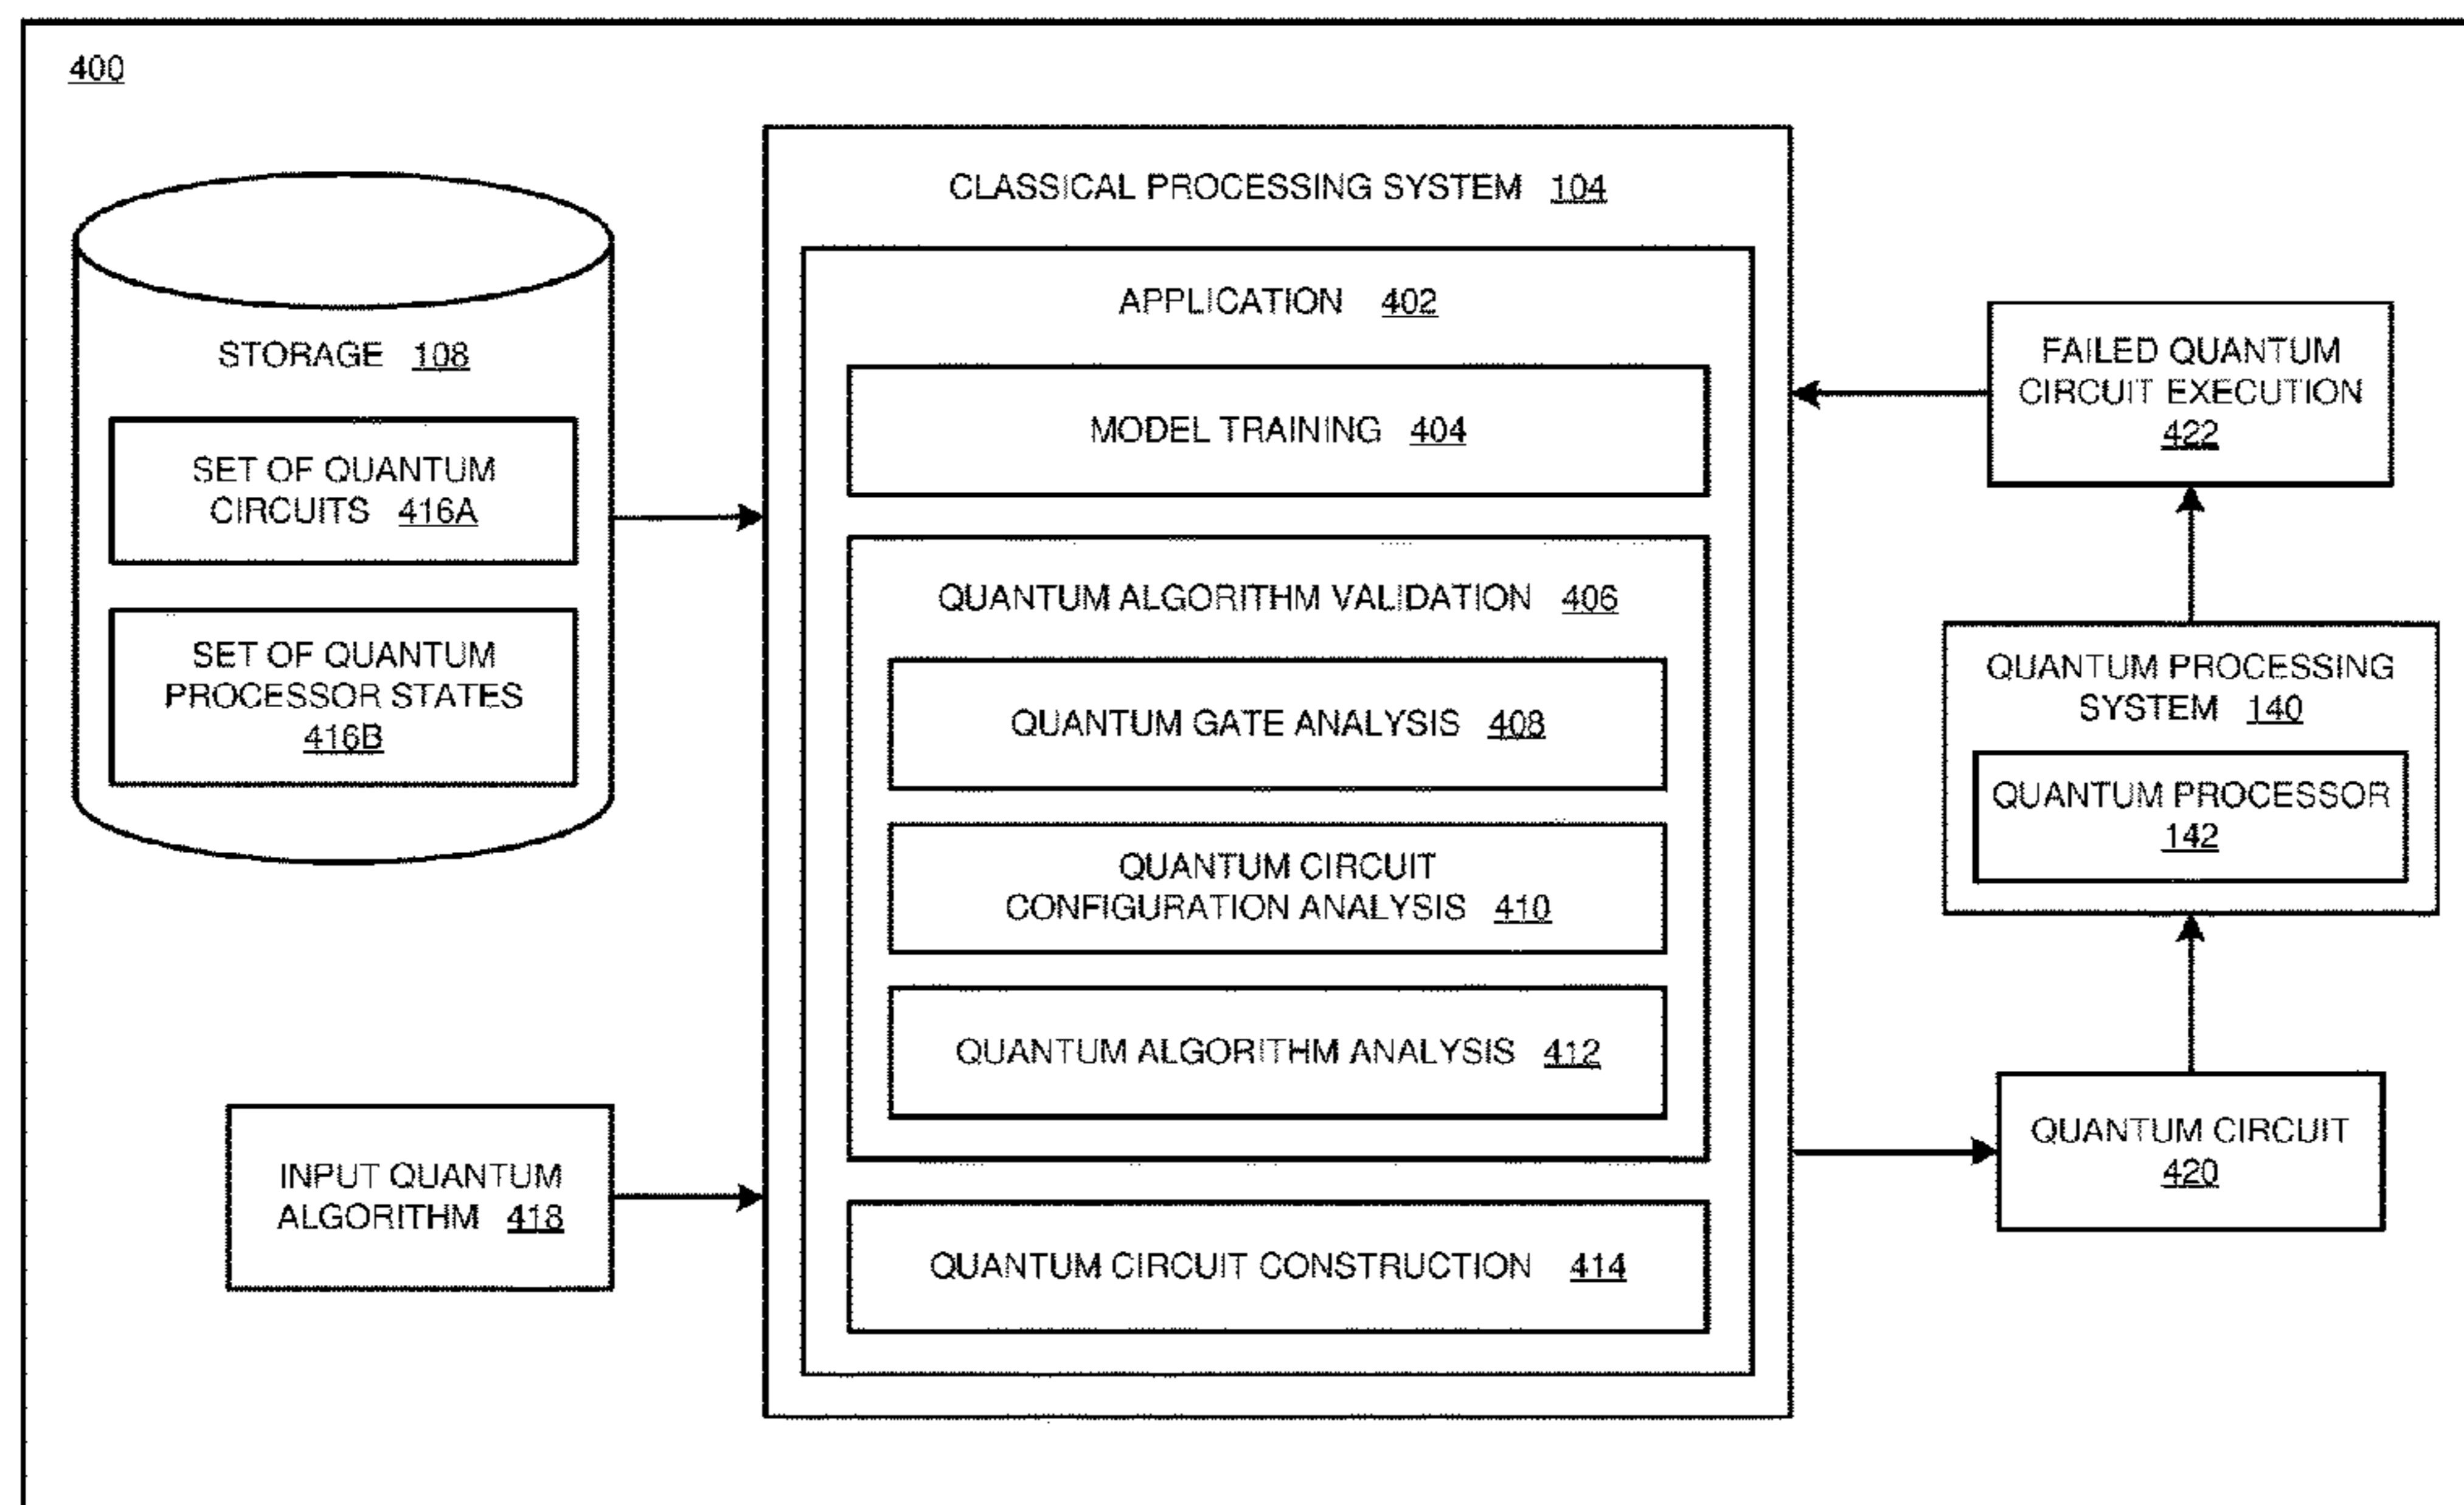 400
STORAGE 108
SET OF QUANTUM
CIRCUITS 416A
SET OF QUANTUM
PROCESSOR STATES
416B
INPUT QUANTUM
ALGORITHM 418
CLASSICAL PROCESSING SYSTEM 104
APPLICATION 402
MODEL TRAINING 404
QUANTUM ALGORITHM VALIDATION 406
QUANTUM GATE ANALYSIS 408
QUANTUM CIRCUIT
CONFIGURATION ANALYSIS 410
QUANTUM ALGORITHM ANALYSIS 412
QUANTUM CIRCUIT CONSTRUCTION 414
FAILED QUANTUM
CIRCUIT EXECUTION
422
QUANTUM PROCESSING
SYSTEM 140
QUANTUM PROCESSOR
142
QUANTUM CIRCUIT
420